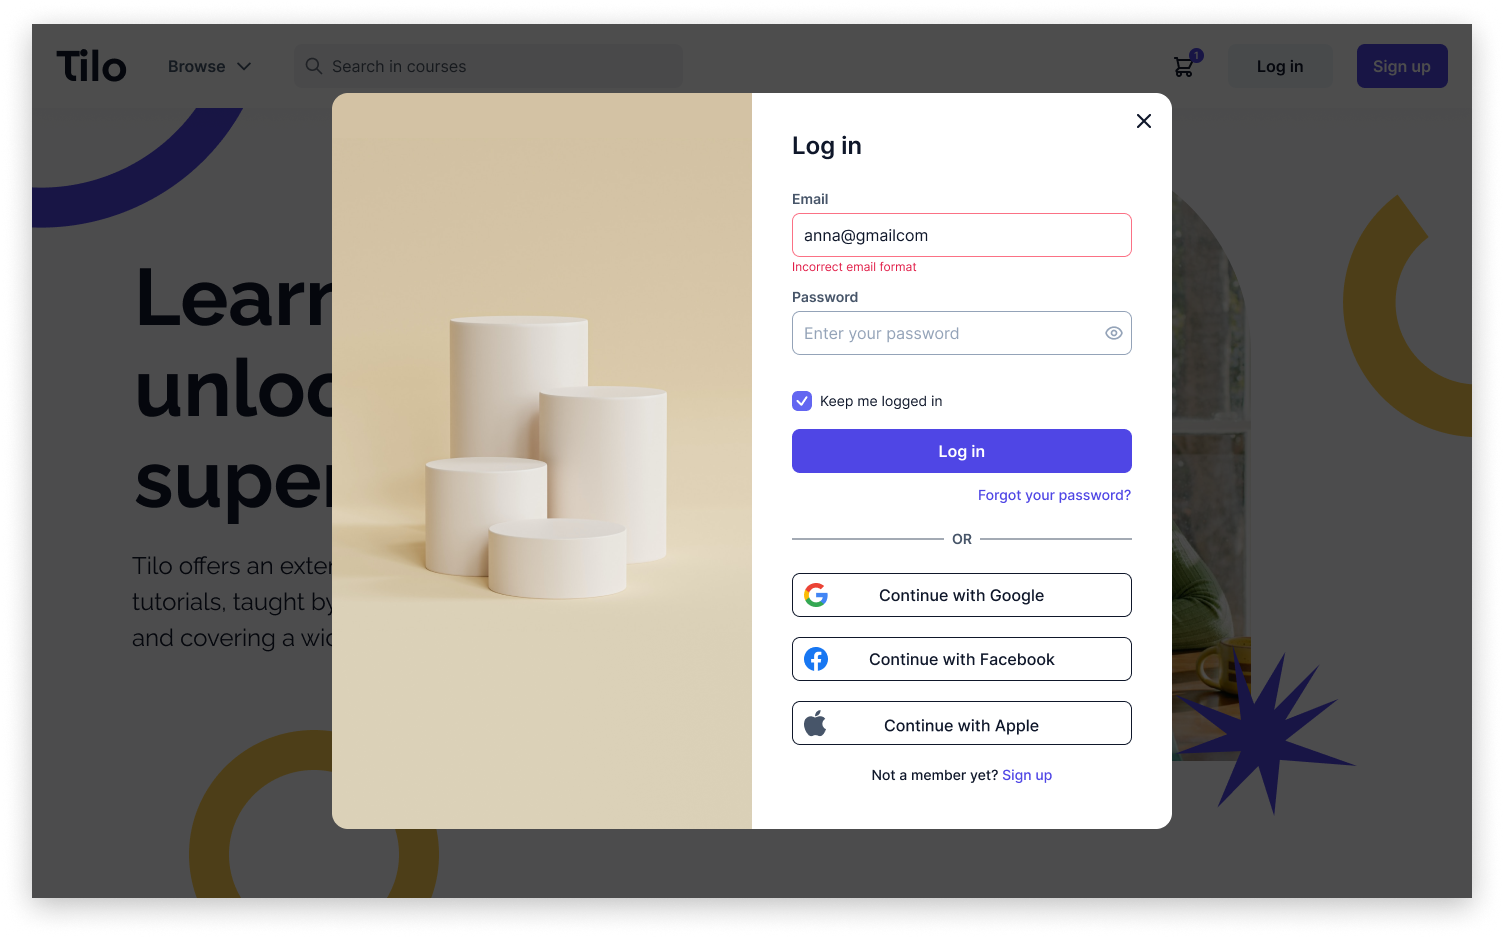 Tilo
Browse
Search in courses
1
Log in
Sign up
Learn
unloc
super
Tilo offers an exter
tutorials, taught by
and covering a wid
Log in
Email
anna@gmailcom
Incorrect email format
Password
Enter your password
Keep me logged in
Log in
Forgot your password?
OR
Continue with Google
Continue with Facebook
Continue with Apple
Not a member yet? Sign up